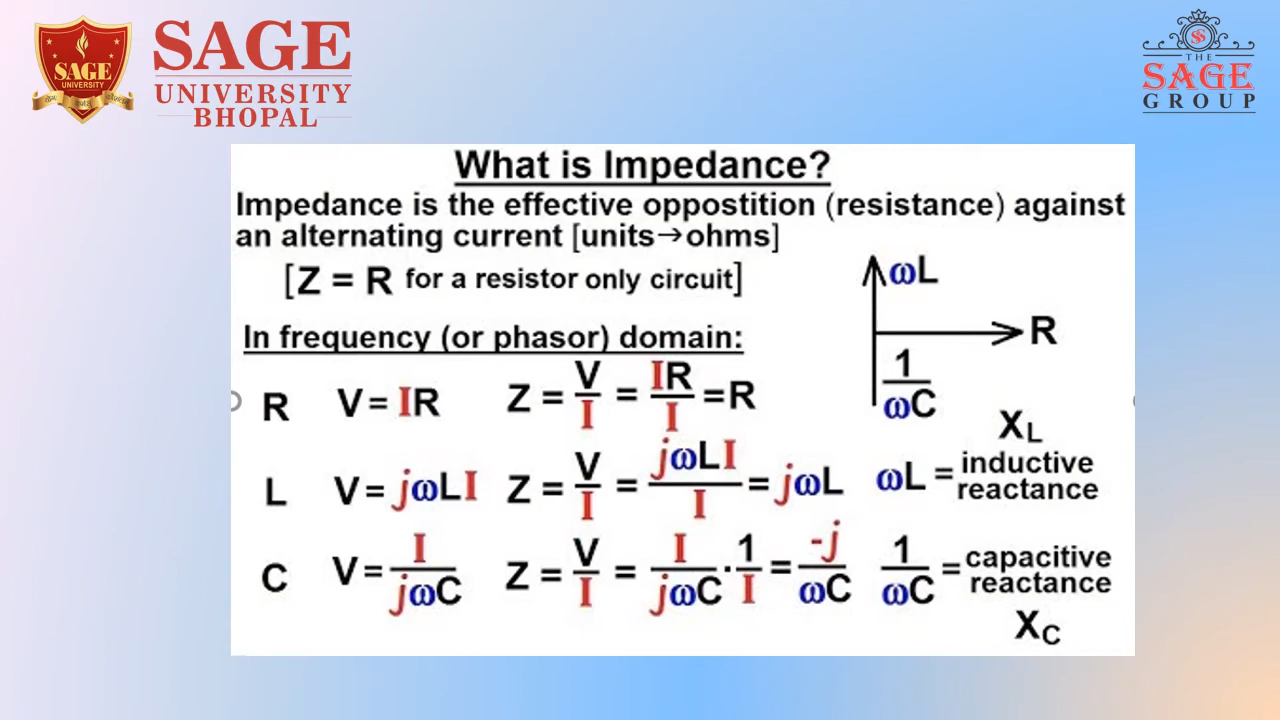 SAGE
UNIVERSITY
SAGE
UNIVERSITY
BHOPAL
THE
SAGE
GROUP
What is Impedance?
Impedance is the effective oppostition (resistance) against
an alternating current [units→ohms]
[Z = R for a resistor only circuit]
ωL
R
1/ωC
In frequency (or phasor) domain:
R V = IR Z = V/I = IR/I = R
L V = jωLI Z = V/I = jωLI/I = jωL
C V = I/jωC Z = V/I = I/jωC · 1/I = -j/ωC
X_L
ωL = inductive
reactance
1/ωC = capacitive
reactance
X_C